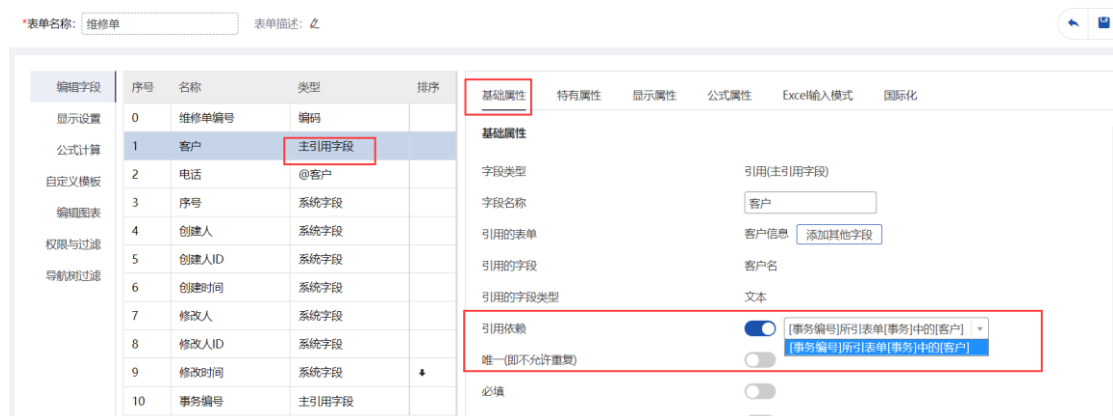 *表单名称: 维修单 表单描述:
编辑字段 序号 名称 类型 排序
基础属性 特有属性 显示属性 公式属性 Excel输入模式 国际化
显示设置 0 维修单编号 编码
基础属性
公式计算 1 客户 主引用字段
字段类型 引用(主引用字段)
自定义模板 2 电话 @客户
字段名称 客户
编辑图表 3 序号 系统字段
引用的表单 客户信息 添加其他字段
权限与过滤 4 创建人 系统字段
引用的字段 客户名
导航树过滤 5 创建人ID 系统字段
引用的字段类型 文本
6 创建时间 系统字段
引用依赖 [事务编号]所引表单[事务]中的[客户]
7 修改人 系统字段
[事务编号]所引表单[事务]中的[客户]
8 修改人ID 系统字段
唯一(即不允许重复)
9 修改时间 系统字段
必填
10 事务编号 主引用字段